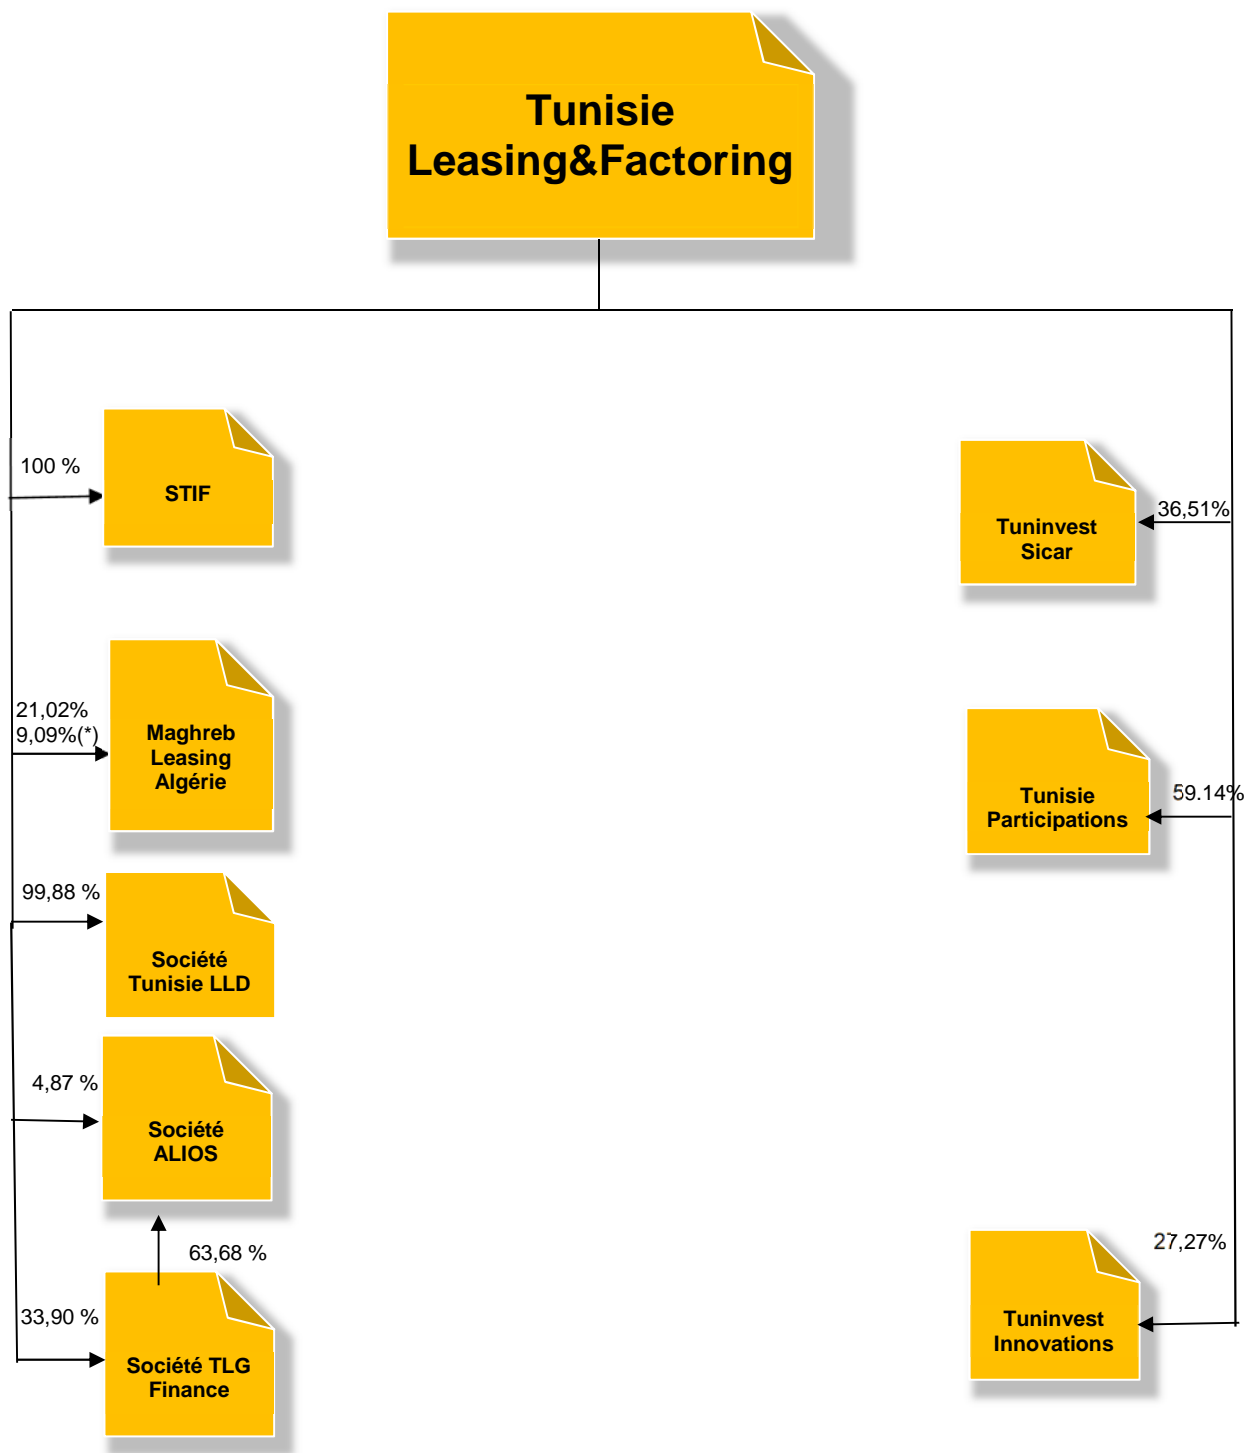 Tunisie
Leasing&Factoring
100 %
STIF
36,51%
Tuninvest
Sicar
21,02%
9,09%(*)
Maghreb
Leasing
Algérie
59.14%
Tunisie
Participations
99,88 %
Société
Tunisie LLD
4,87 %
Société
ALIOS
63,68 %
27,27%
33,90 %
Tuninvest
Innovations
Société TLG
Finance